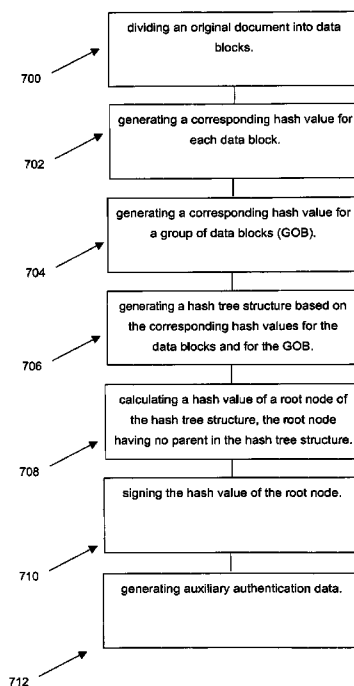 dividing an original document into data
blocks.
700
generating a corresponding hash value for
each data block.
702
generating a corresponding hash value for
a group of data blocks (GOB).
704
generating a hash tree structure based on
the corresponding hash values for the
data blocks and for the GOB.
706
calculating a hash value of a root node of
the hash tree structure, the root node
having no parent in the hash tree structure.
708
signing the hash value of the root node.
710
generating auxiliary authentication data.
712